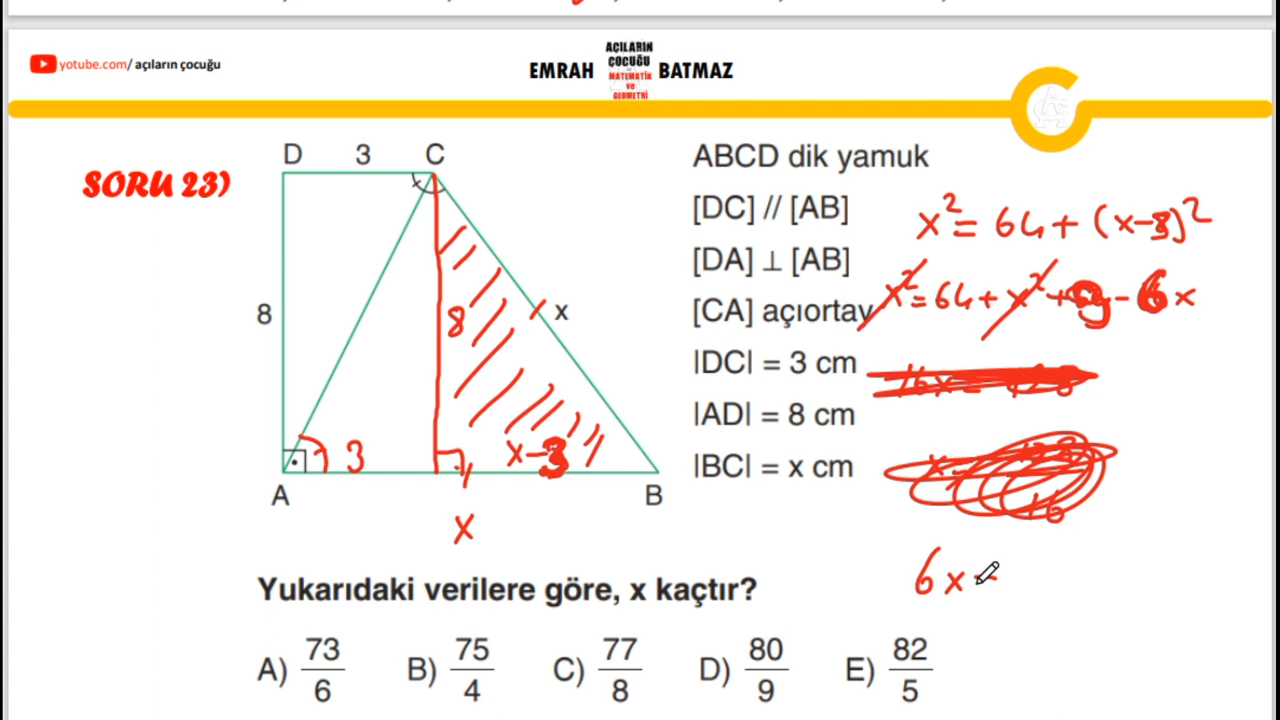 yotube.com/ açıların çocuğu
EMRAH
AÇILARIN
ÇOCUĞU
MATEMATİK
ve
GEOMETRİ
BATMAZ
SORU 23)
D 3 C
8
8
x
3
x-3
A
B
x
ABCD dik yamuk
[DC] // [AB]
[DA] ⊥ [AB]
[CA] açıortay
|DC| = 3 cm
|AD| = 8 cm
|BC| = x cm
x² = 64 + (x-3)²
x² = 64 + x² + 9 - 6x
6x =
Yukarıdaki verilere göre, x kaçtır?
A) 73/6 B) 75/4 C) 77/8 D) 80/9 E) 82/5